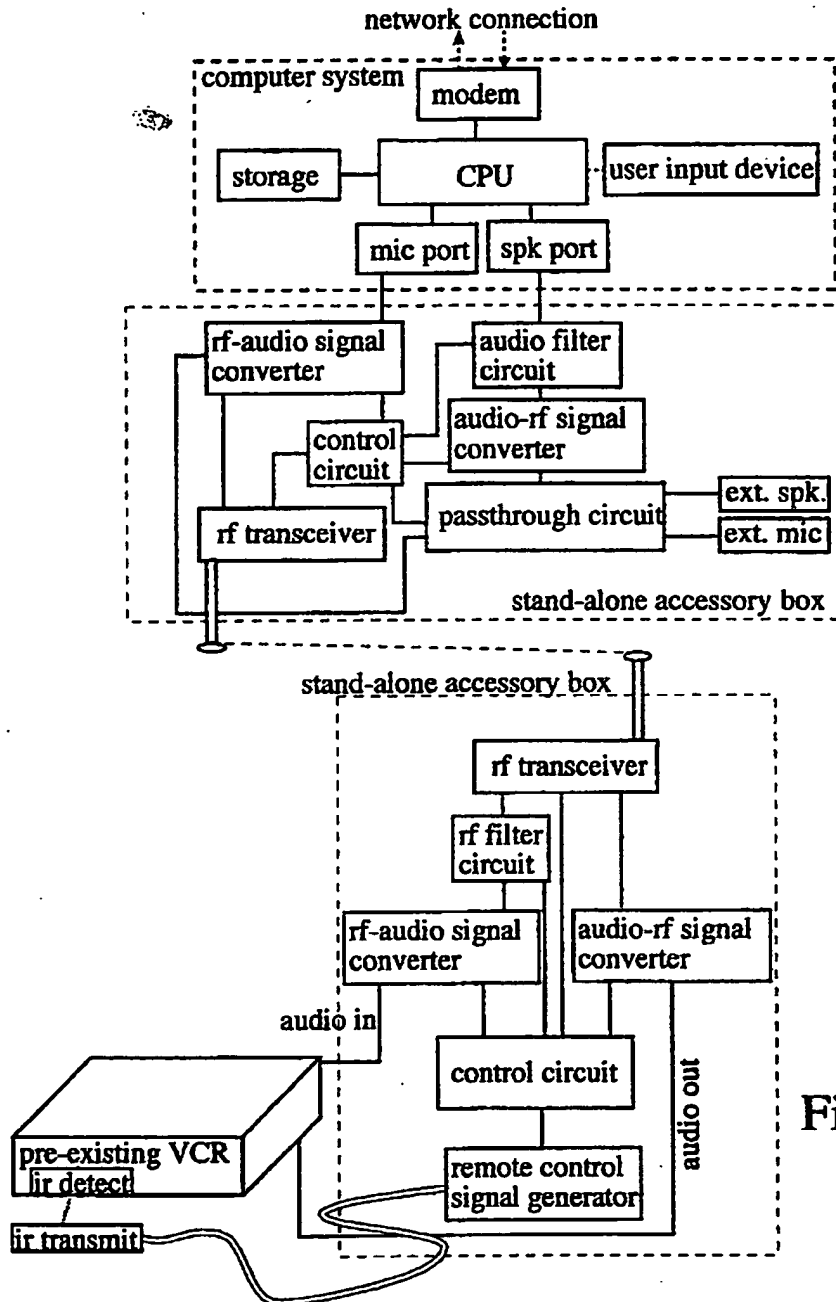 network connection
computer system
modem
storage
CPU
user input device
mic port
spk port
rf-audio signal
converter
audio filter
circuit
control
circuit
audio-rf signal
converter
rf transceiver
passthrough circuit
ext. spk.
ext. mic
stand-alone accessory box
stand-alone accessory box
rf transceiver
rf filter
circuit
rf-audio signal
converter
audio-rf signal
converter
audio in
control circuit
audio out
pre-existing VCR
ir detect
remote control
signal generator
ir transmit